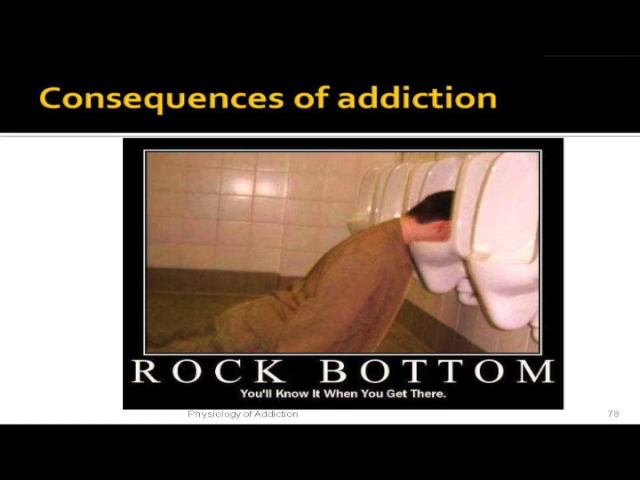 Consequences of addiction
ROCK BOTTOM
You'll Know It When You Get There.
Physiology of Addiction
78